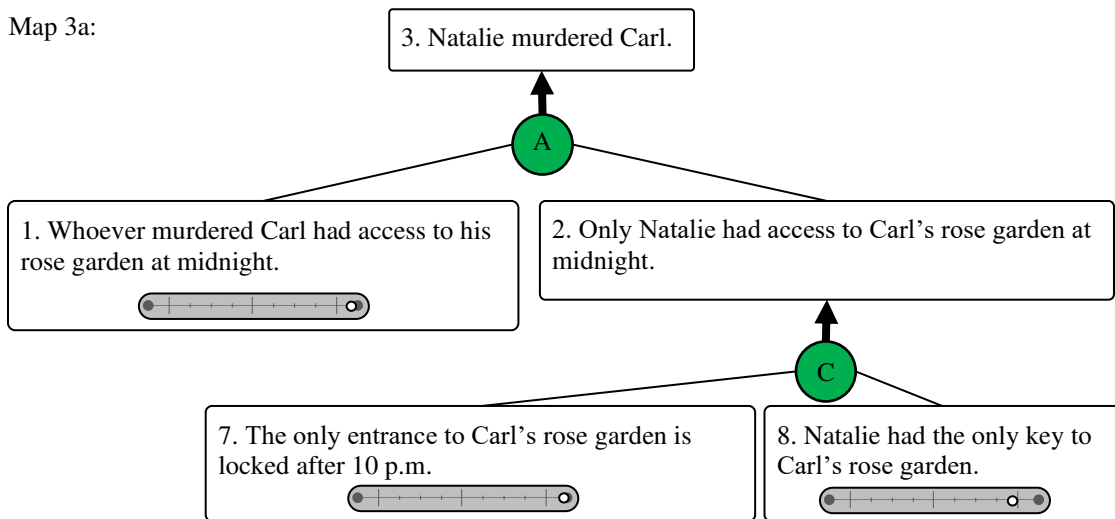 Map 3a:
3. Natalie murdered Carl.
A
1. Whoever murdered Carl had access to his
rose garden at midnight.
2. Only Natalie had access to Carl’s rose garden at
midnight.
C
7. The only entrance to Carl’s rose garden is
locked after 10 p.m.
8. Natalie had the only key to
Carl’s rose garden.